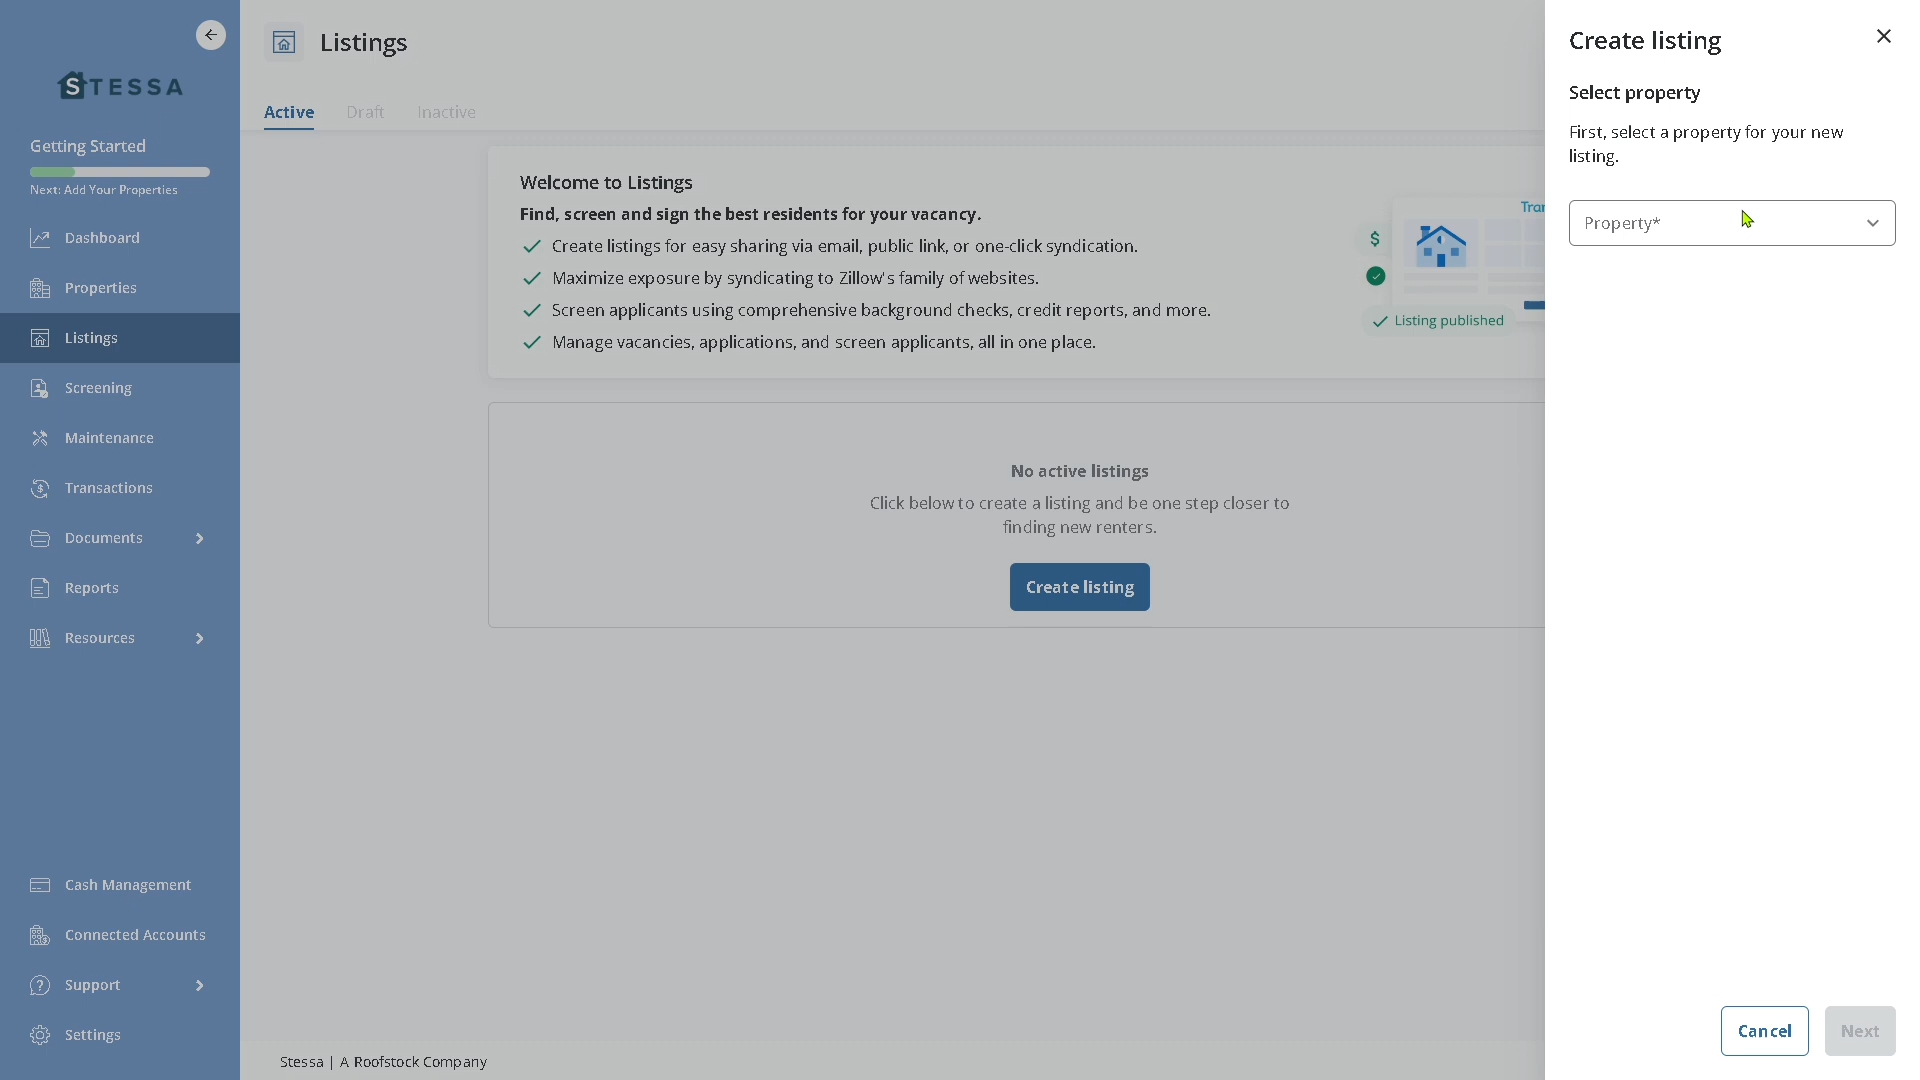 STESSA
Getting Started
Next: Add Your Properties
Dashboard
Properties
Listings
Screening
Maintenance
Transactions
Documents
Reports
Resources
Cash Management
Connected Accounts
Support
Settings
Listings
Active
Draft
Inactive
Welcome to Listings
Find, screen and sign the best residents for your vacancy.
Create listings for easy sharing via email, public link, or one-click syndication.
Maximize exposure by syndicating to Zillow's family of websites.
Screen applicants using comprehensive background checks, credit reports, and more.
Manage vacancies, applications, and screen applicants, all in one place.
Tran
$
Listing published
No active listings
Click below to create a listing and be one step closer to
finding new renters.
Create listing
Stessa | A Roofstock Company
Create listing
Select property
First, select a property for your new
listing.
Property*
Cancel
Next